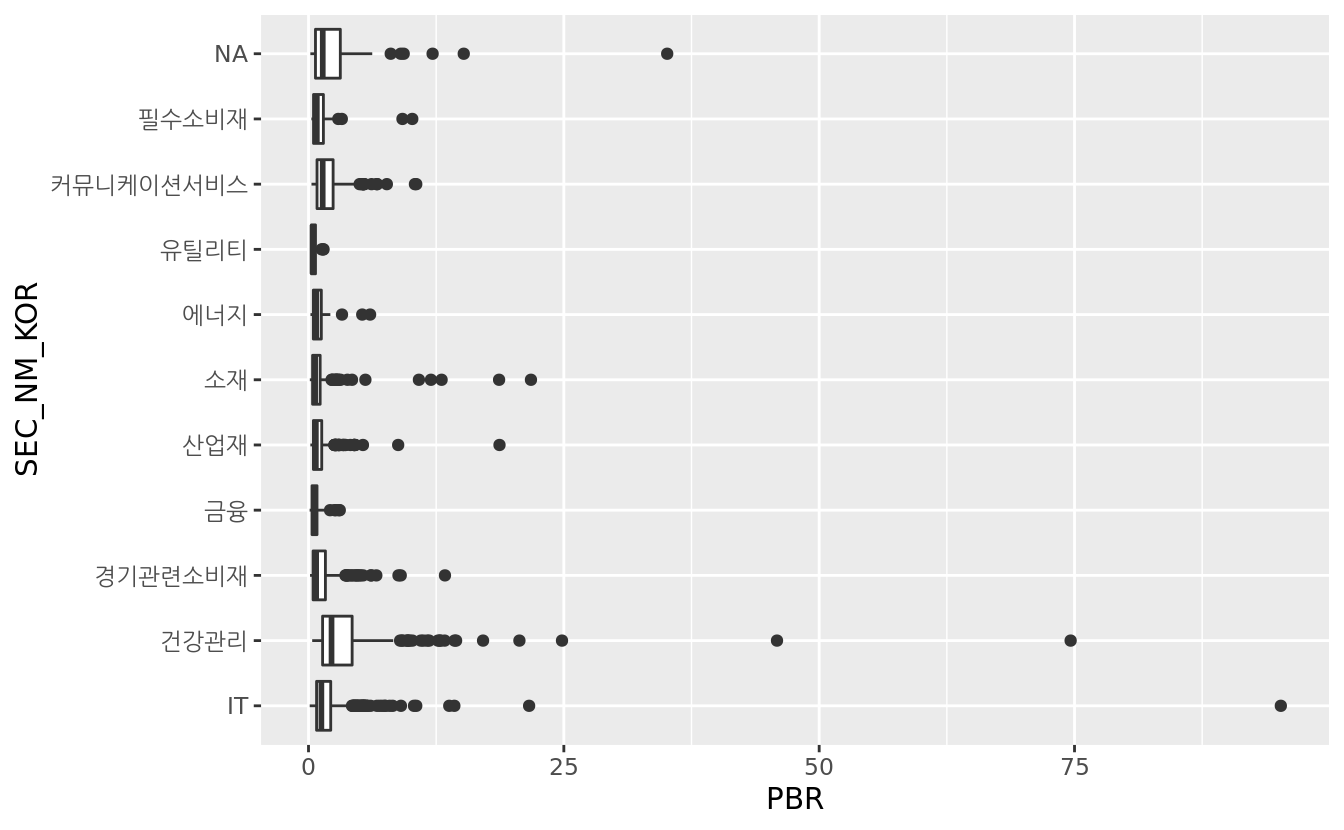 NA
필수소비재
커뮤니케이션서비스
유틸리티
에너지
소재
산업재
금융
경기관련소비재
건강관리
IT
SEC_NM_KOR
0 25 50 75
PBR